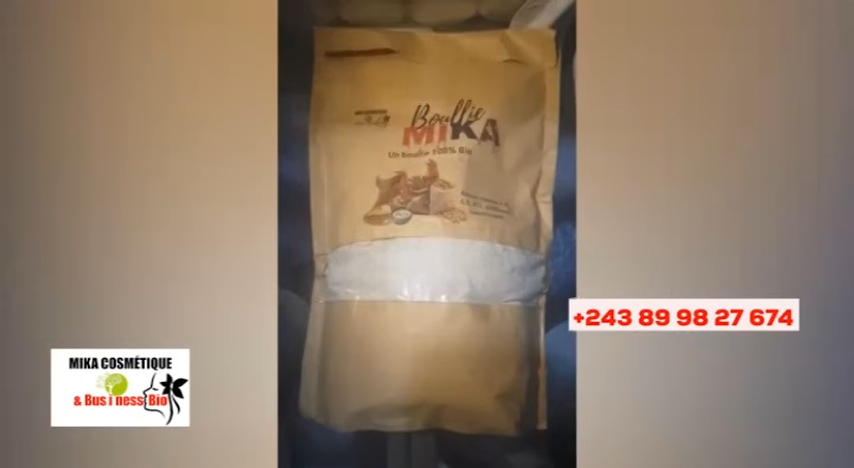 Bouillie
MIKA
Un bouillie 100% Bio
+243 89 98 27 674
MIKA COSMÉTIQUE
& Bus i ness Bio